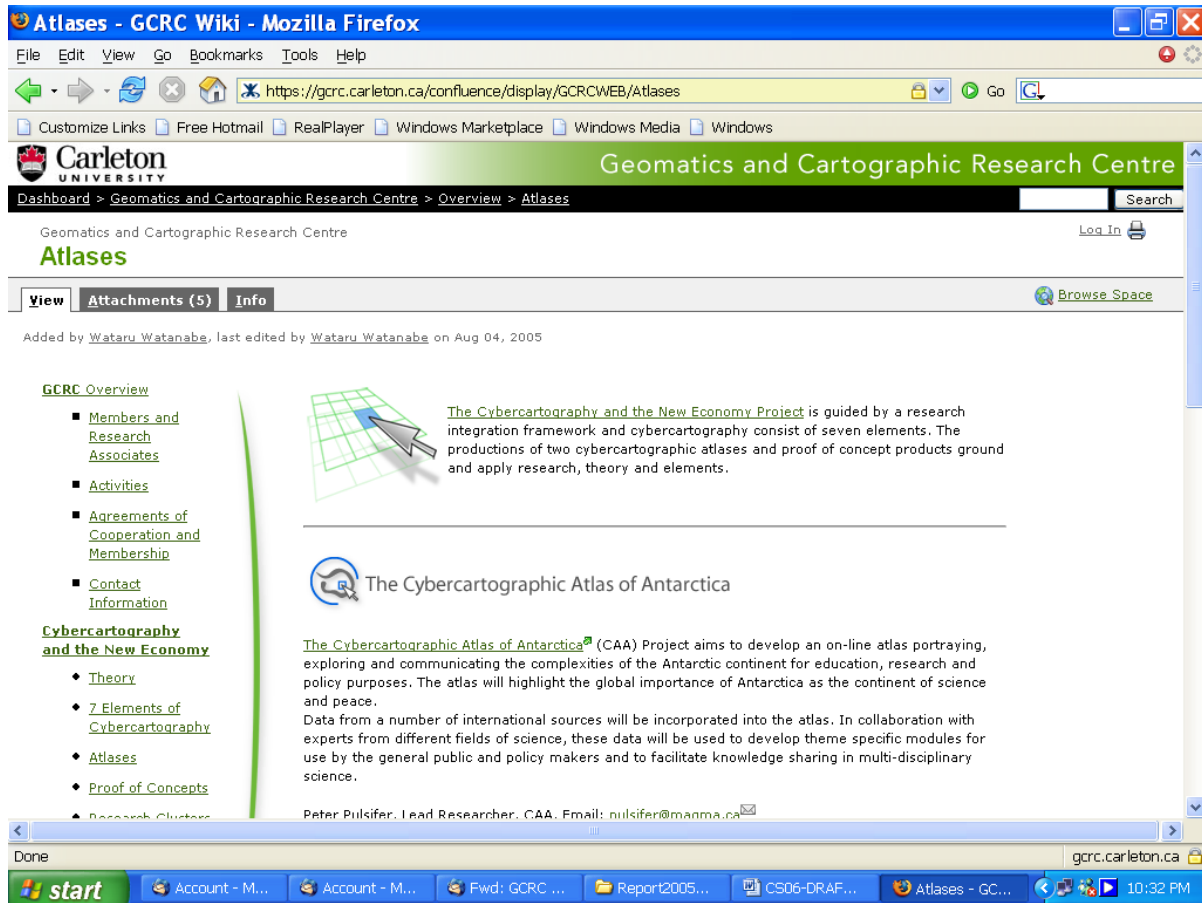 Atlases - GCRC Wiki - Mozilla Firefox
File Edit View Go Bookmarks Tools Help
https://gcrc.carleton.ca/confluence/display/GCRCWEB/Atlases Go G
Customize Links Free Hotmail RealPlayer Windows Marketplace Windows Media Windows
Carleton
UNIVERSITY
Geomatics and Cartographic Research Centre
Dashboard > Geomatics and Cartographic Research Centre > Overview > Atlases Search
Geomatics and Cartographic Research Centre Log In
Atlases
View Attachments (5) Info Browse Space
Added by Wataru Watanabe, last edited by Wataru Watanabe on Aug 04, 2005
GCRC Overview
Members and
Research
Associates
Activities
Agreements of
Cooperation and
Membership
Contact
Information
Cybercartography
and the New Economy
Theory
7 Elements of
Cybercartography
Atlases
Proof of Concepts
Research Clusters
The Cybercartography and the New Economy Project is guided by a research
integration framework and cybercartography consist of seven elements. The
productions of two cybercartographic atlases and proof of concept products ground
and apply research, theory and elements.
The Cybercartographic Atlas of Antarctica
The Cybercartographic Atlas of Antarctica (CAA) Project aims to develop an on-line atlas portraying,
exploring and communicating the complexities of the Antarctic continent for education, research and
policy purposes. The atlas will highlight the global importance of Antarctica as the continent of science
and peace.
Data from a number of international sources will be incorporated into the atlas. In collaboration with
experts from different fields of science, these data will be used to develop theme specific modules for
use by the general public and policy makers and to facilitate knowledge sharing in multi-disciplinary
science.
Peter Pulsifer, Lead Researcher, CAA, Email: pulsifer@magma.ca
Done gcrc.carleton.ca
start Account - M... Account - M... Fwd: GCRC ... Report2005... CS06-DRAF... Atlases - GC... 10:32 PM